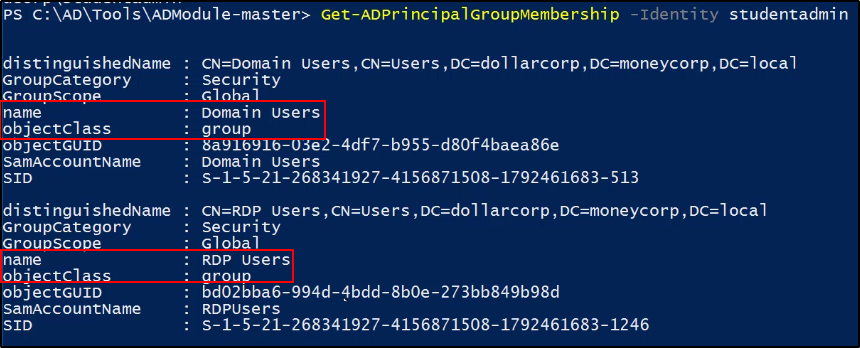 PS C:\AD\Tools\ADModule-master> Get-ADPrincipalGroupMembership -Identity studentadmin
distinguishedName : CN=Domain Users,CN=Users,DC=dollarcorp,DC=moneycorp,DC=local
GroupCategory : Security
GroupScope : Global
name : Domain Users
objectClass : group
objectGUID : 8a916916-03e2-4df7-b955-d80f4baea86e
SamAccountName : Domain Users
SID : S-1-5-21-268341927-4156871508-1792461683-513
distinguishedName : CN=RDP Users,CN=Users,DC=dollarcorp,DC=moneycorp,DC=local
GroupCategory : Security
GroupScope : Global
name : RDP Users
objectClass : group
objectGUID : bd02bba6-994d-4bdd-8b0e-273bb849b98d
SamAccountName : RDPUsers
SID : S-1-5-21-268341927-4156871508-1792461683-1246